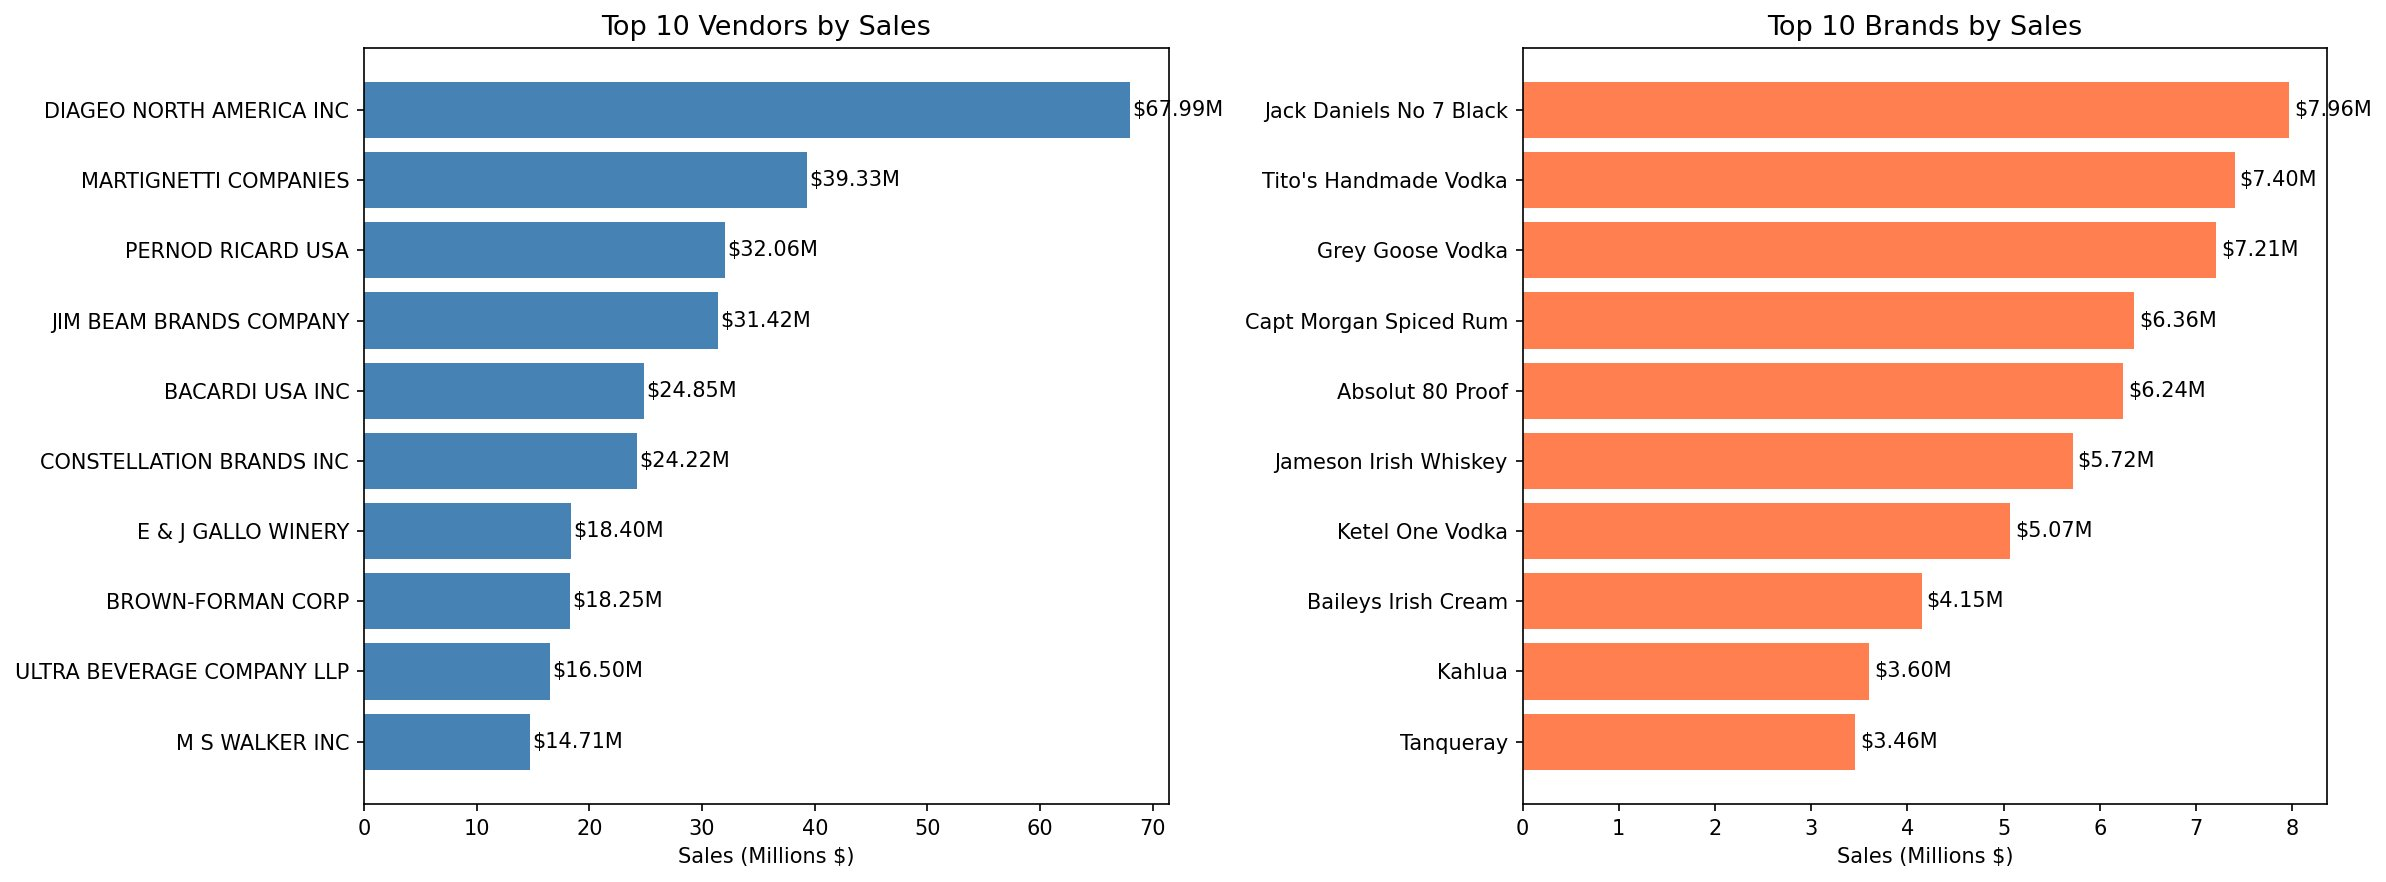 Top 10 Vendors by Sales
DIAGEO NORTH AMERICA INC $67.99M
MARTIGNETTI COMPANIES $39.33M
PERNOD RICARD USA $32.06M
JIM BEAM BRANDS COMPANY $31.42M
BACARDI USA INC $24.85M
CONSTELLATION BRANDS INC $24.22M
E & J GALLO WINERY $18.40M
BROWN-FORMAN CORP $18.25M
ULTRA BEVERAGE COMPANY LLP $16.50M
M S WALKER INC $14.71M
0 10 20 30 40 50 60 70
Sales (Millions $)
Top 10 Brands by Sales
Jack Daniels No 7 Black $7.96M
Tito's Handmade Vodka $7.40M
Grey Goose Vodka $7.21M
Capt Morgan Spiced Rum $6.36M
Absolut 80 Proof $6.24M
Jameson Irish Whiskey $5.72M
Ketel One Vodka $5.07M
Baileys Irish Cream $4.15M
Kahlua $3.60M
Tanqueray $3.46M
0 1 2 3 4 5 6 7 8
Sales (Millions $)